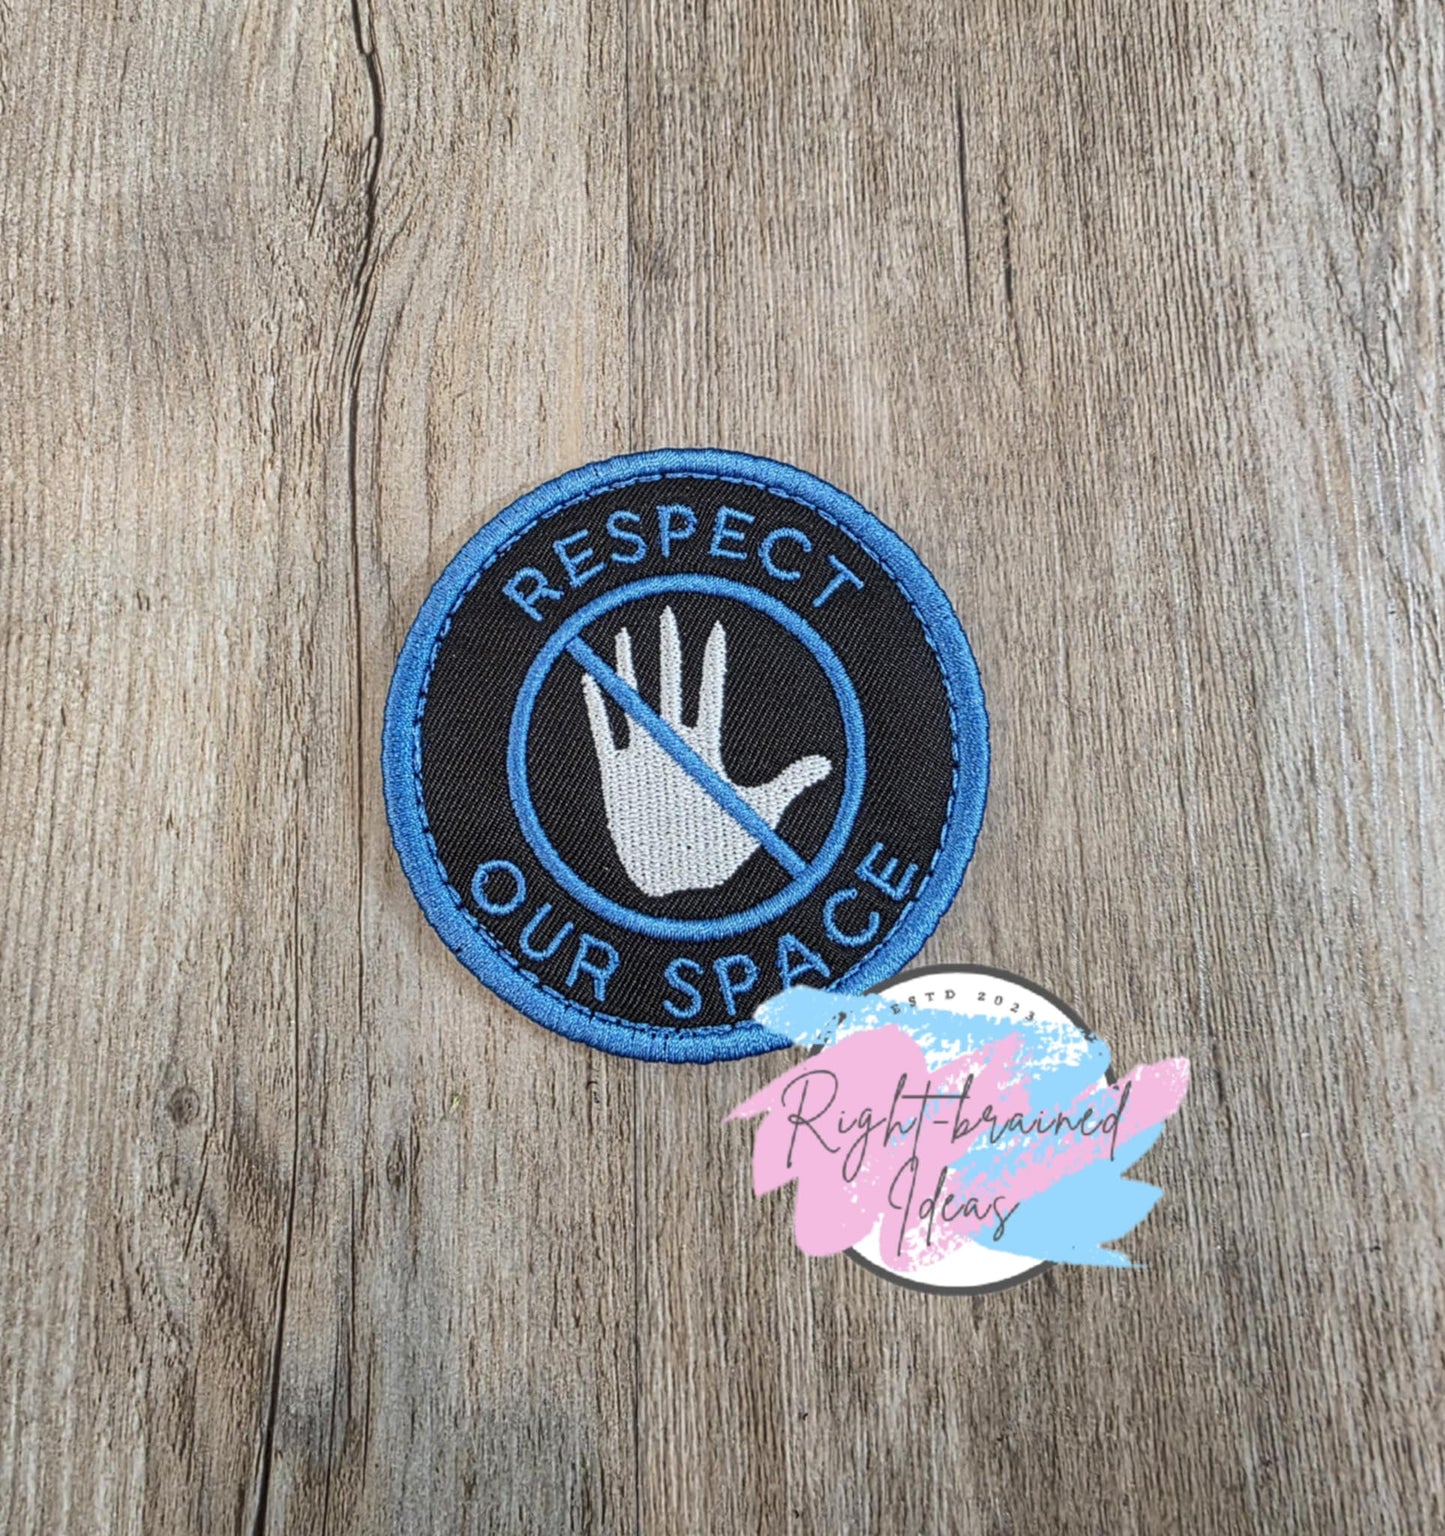 RESPECT
OUR SPACE
ESTD 2023
Right-brained
Ideas